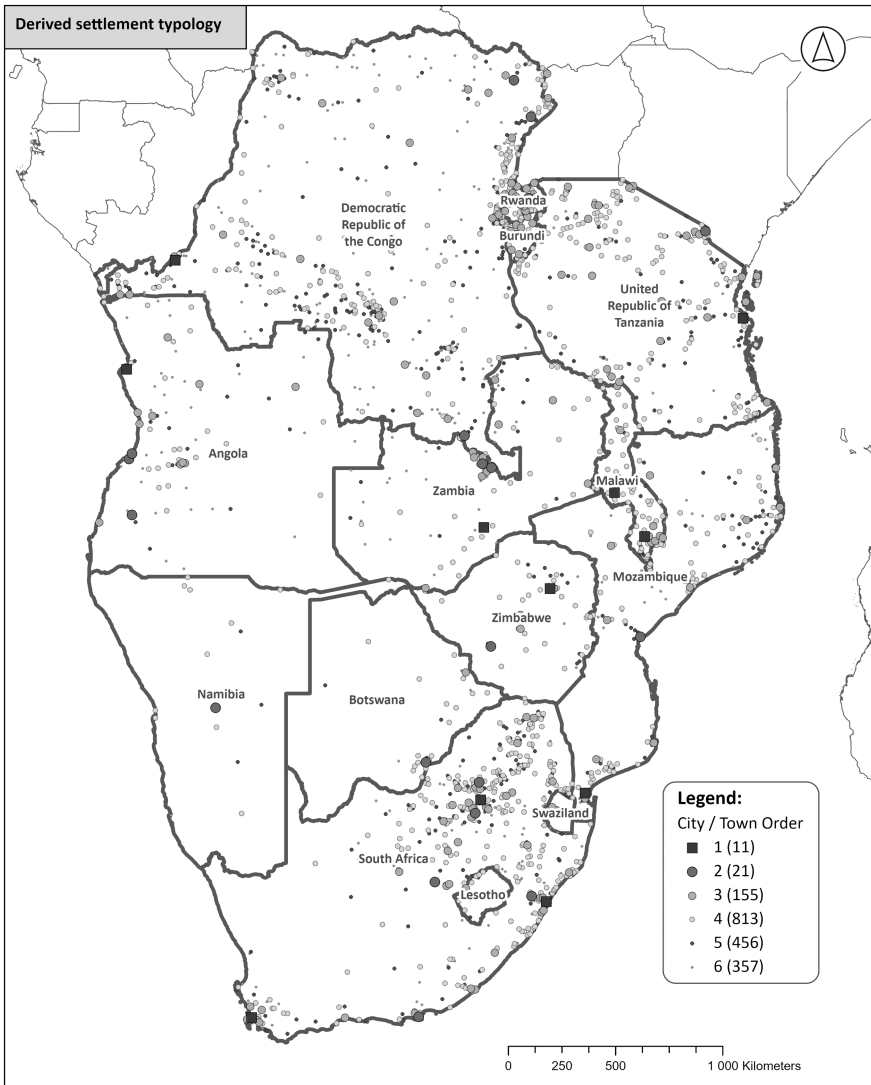 Derived settlement typology
Rwanda
Democratic
Republic of
the Congo
Burundi
United
Republic of
Tanzania
Angola
Malawi
Zambia
Mozambique
Zimbabwe
Namibia
Botswana
Swaziland
South Africa
Lesotho
Legend:
City / Town Order
1 (11)
2 (21)
3 (155)
4 (813)
5 (456)
6 (357)
0 250 500 1 000 Kilometers